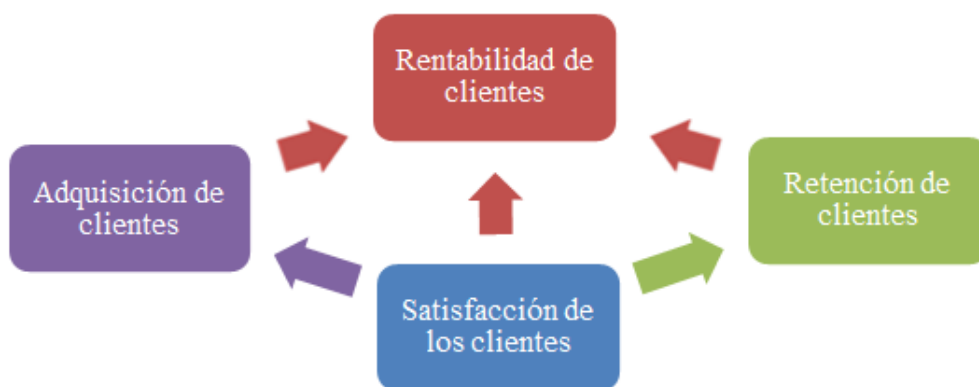 Rentabilidad de
clientes
Adquisición de
clientes
Retención de
clientes
Satisfacción de
los clientes